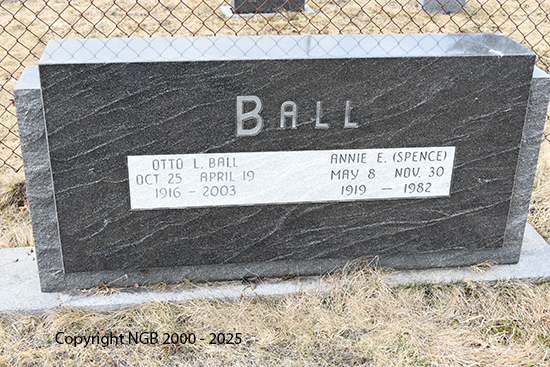 BALL
OTTO L. BALL
OCT 25 APRIL 19
1916 - 2003
ANNIE E. (SPENCE)
MAY 8 NOV. 30
1919 - 1982
Copyright NGR 2000 - 2025